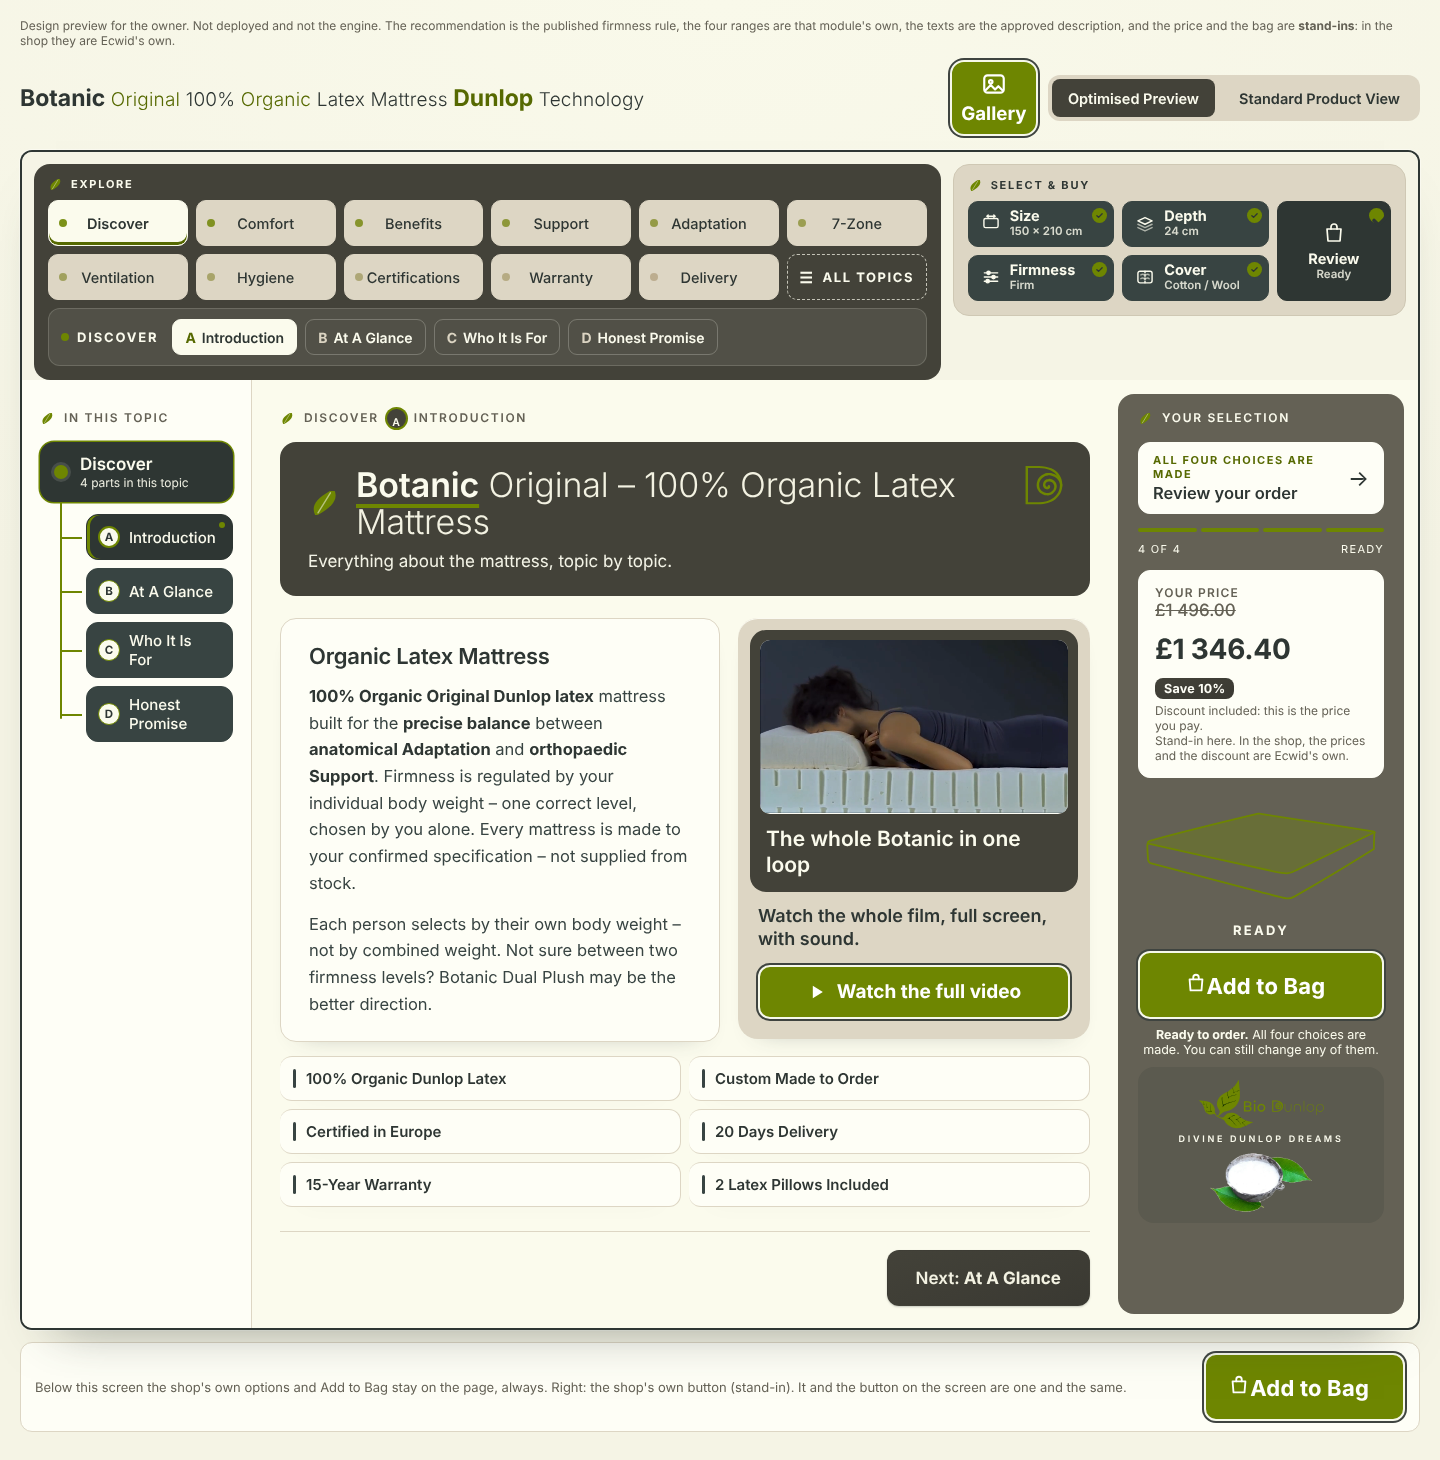 Design preview for the owner. Not deployed and not the engine. The recommendation is the published firmness rule, the four ranges are that module's own, the texts are the approved description, and the price and the bag are stand-ins: in the
shop they are Ecwid's own.
Botanic Original 100% Organic Latex Mattress Dunlop Technology
Gallery
Optimised Preview
Standard Product View
EXPLORE
Discover
Comfort
Benefits
Support
Adaptation
7-Zone
Ventilation
Hygiene
Certifications
Warranty
Delivery
ALL TOPICS
DISCOVER
A Introduction
B At A Glance
C Who It Is For
D Honest Promise
SELECT & BUY
Size
150 × 210 cm
Depth
24 cm
Firmness
Firm
Cover
Cotton / Wool
Review
Ready
IN THIS TOPIC
Discover
4 parts in this topic
A Introduction
B At A Glance
C Who It Is
For
D Honest
Promise
DISCOVER A INTRODUCTION
Botanic Original – 100% Organic Latex
Mattress
Everything about the mattress, topic by topic.
Organic Latex Mattress
100% Organic Original Dunlop latex mattress
built for the precise balance between
anatomical Adaptation and orthopaedic
Support. Firmness is regulated by your
individual body weight – one correct level,
chosen by you alone. Every mattress is made to
your confirmed specification – not supplied from
stock.
Each person selects by their own body weight –
not by combined weight. Not sure between two
firmness levels? Botanic Dual Plush may be the
better direction.
The whole Botanic in one
loop
Watch the whole film, full screen,
with sound.
Watch the full video
100% Organic Dunlop Latex
Custom Made to Order
Certified in Europe
20 Days Delivery
15-Year Warranty
2 Latex Pillows Included
Next: At A Glance
YOUR SELECTION
ALL FOUR CHOICES ARE
MADE
Review your order
4 OF 4
READY
YOUR PRICE
£1 496.00
£1 346.40
Save 10%
Discount included: this is the price
you pay.
Stand-in here. In the shop, the prices
and the discount are Ecwid's own.
READY
Add to Bag
Ready to order. All four choices are
made. You can still change any of them.
Bio Dunlop
DIVINE DUNLOP DREAMS
Below this screen the shop's own options and Add to Bag stay on the page, always. Right: the shop's own button (stand-in). It and the button on the screen are one and the same.
Add to Bag